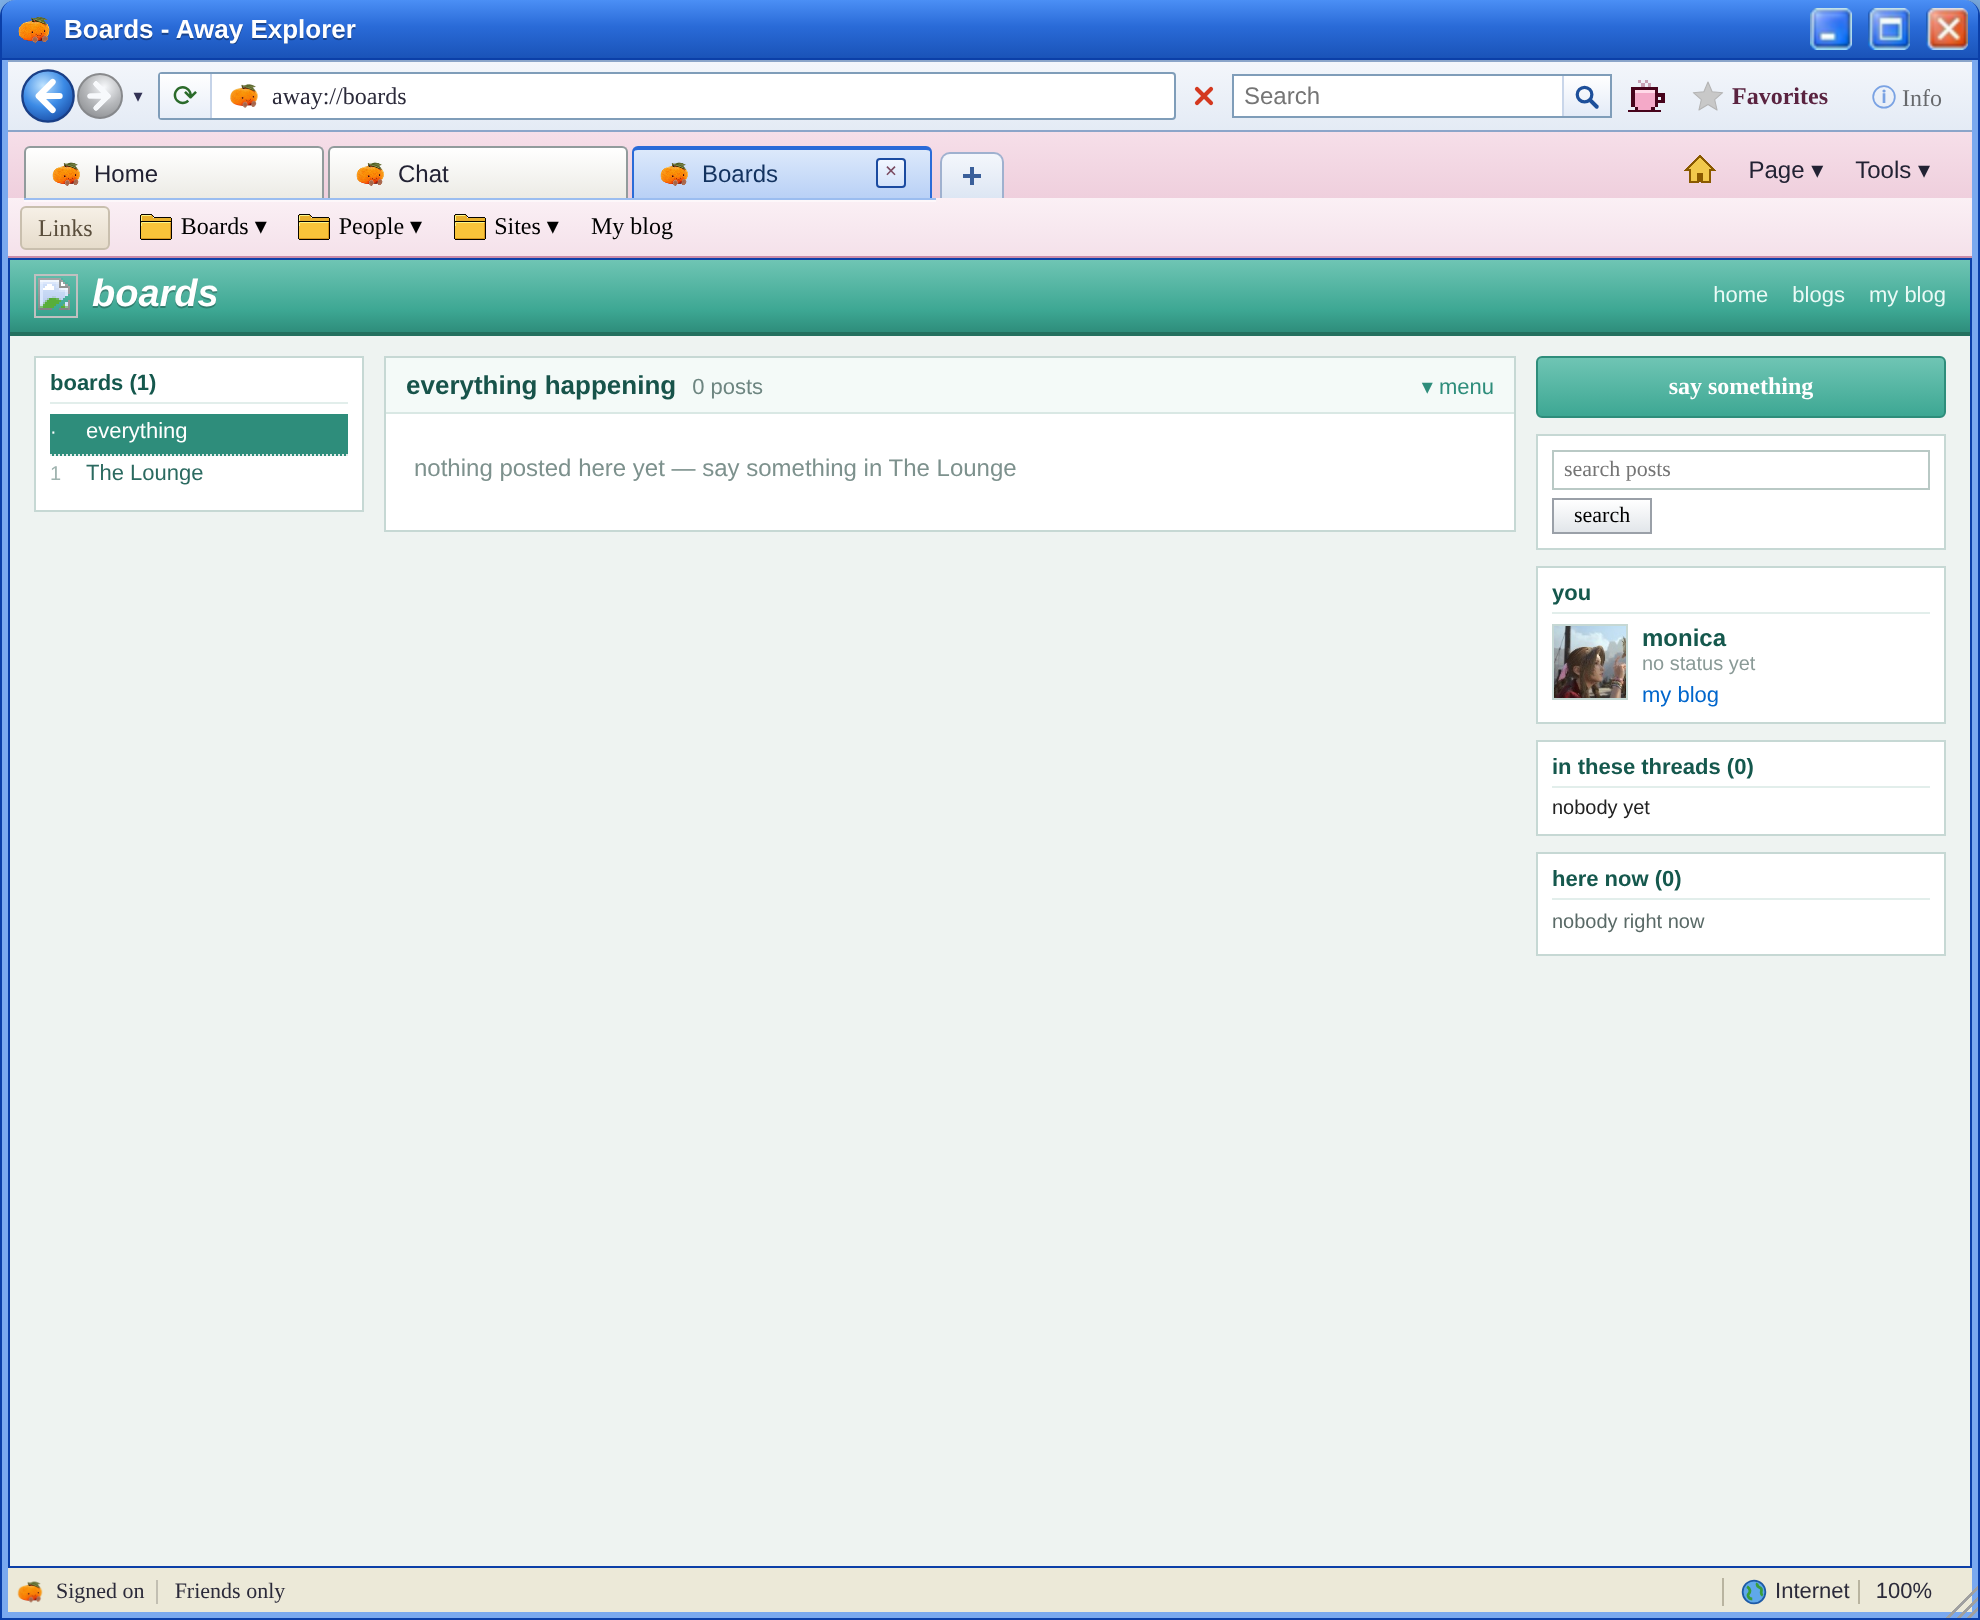 Boards - Away Explorer
away://boards
Search
Favorites
Info
Home
Chat
Boards
Page ▾
Tools ▾
Links
Boards ▾
People ▾
Sites ▾
My blog
boards
home
blogs
my blog
boards (1)
· everything
1 The Lounge
everything happening 0 posts
▾ menu
nothing posted here yet — say something in The Lounge
say something
search posts
search
you
monica
no status yet
my blog
in these threads (0)
nobody yet
here now (0)
nobody right now
Signed on
Friends only
Internet
100%